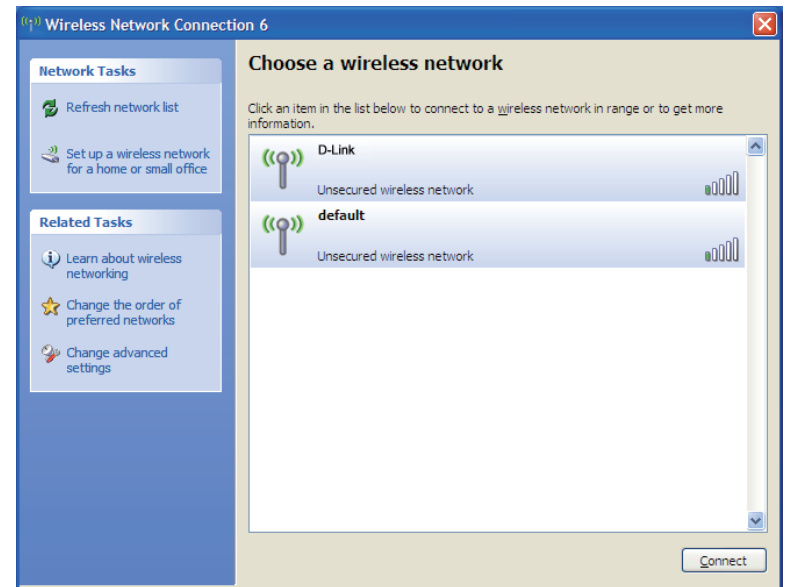 Wireless Network Connection 6
Network Tasks
Refresh network list
Set up a wireless network
for a home or small office
Related Tasks
Learn about wireless
networking
Change the order of
preferred networks
Change advanced
settings
Choose a wireless network
Click an item in the list below to connect to a wireless network in range or to get more
information.
D-Link
Unsecured wireless network
default
Unsecured wireless network
Connect